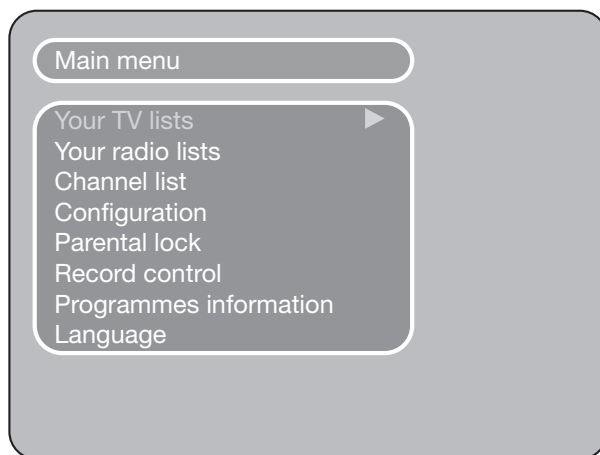 Main menu
Your TV lists
Your radio lists
Channel list
Configuration
Parental lock
Record control
Programmes information
Language